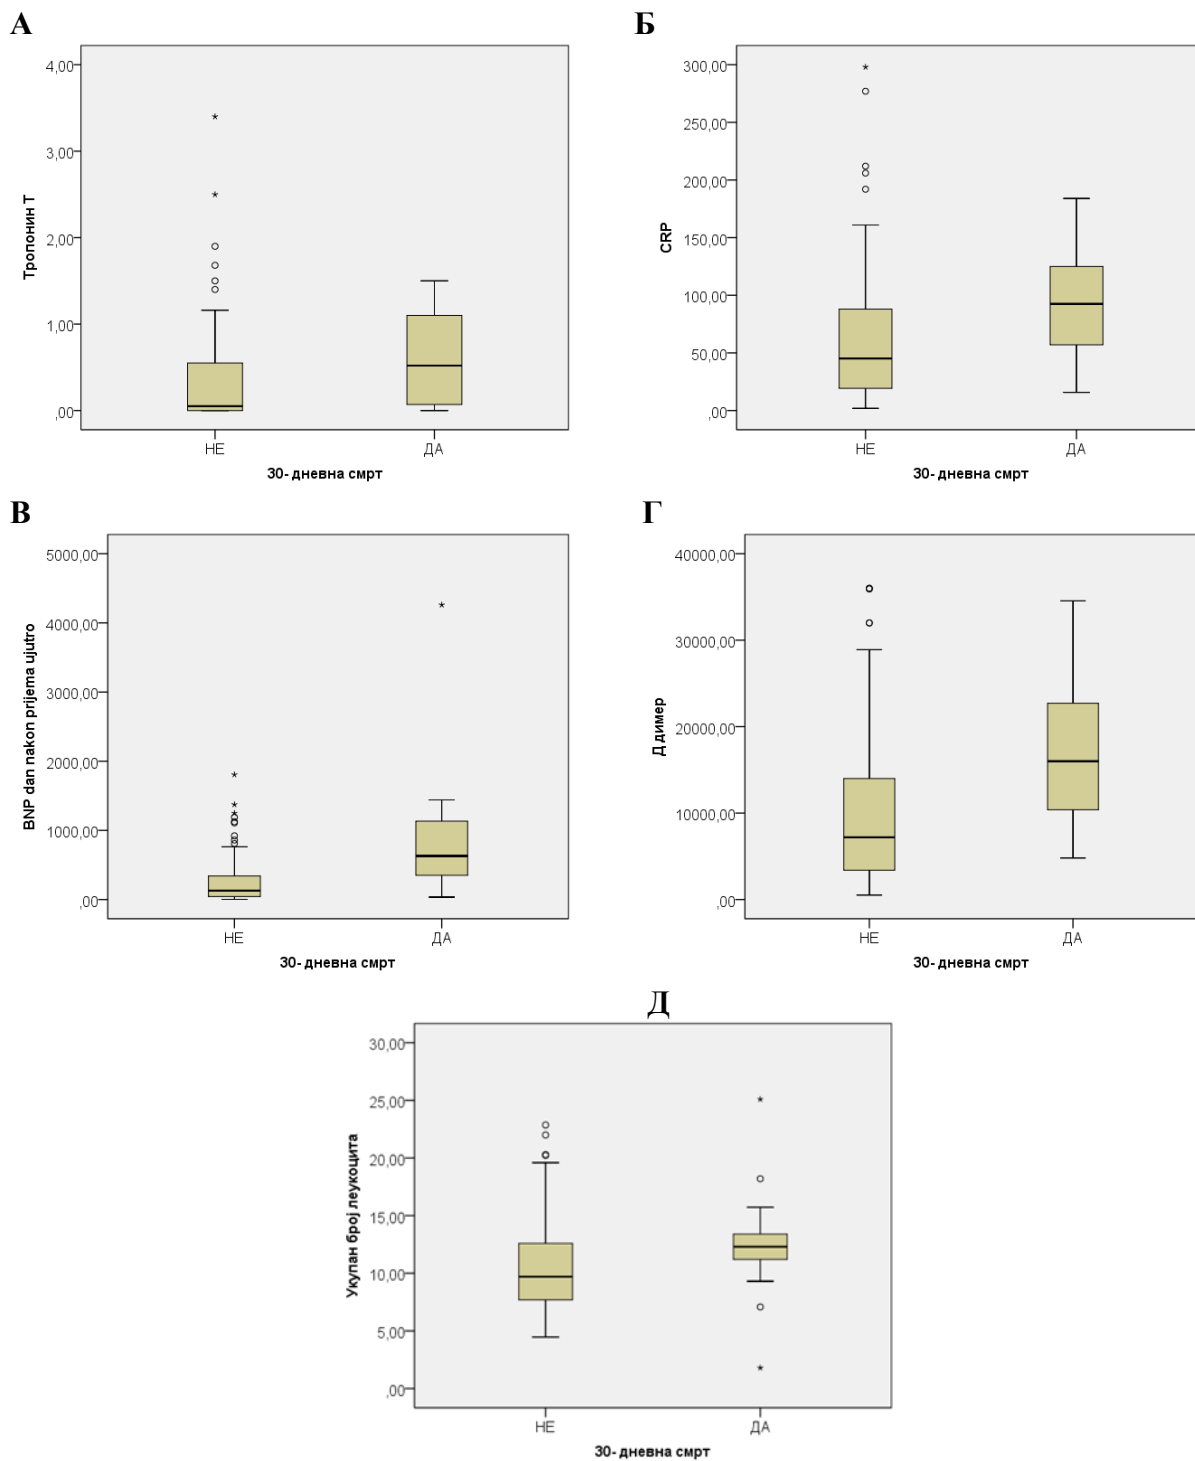 А
4,00
3,00
2,00
1,00
,00
Тропонин Т
НЕ ДА
30- дневна смрт
Б
300,00
250,00
200,00
150,00
100,00
50,00
,00
CRP
НЕ ДА
30- дневна смрт
В
5000,00
4000,00
3000,00
2000,00
1000,00
,00
BNP dan nakon prijema ujutro
НЕ ДА
30- дневна смрт
Г
40000,00
30000,00
20000,00
10000,00
,00
Д димер
НЕ ДА
30- дневна смрт
Д
30,00
25,00
20,00
15,00
10,00
5,00
,00
Укупан број леукоцита
НЕ ДА
30- дневна смрт